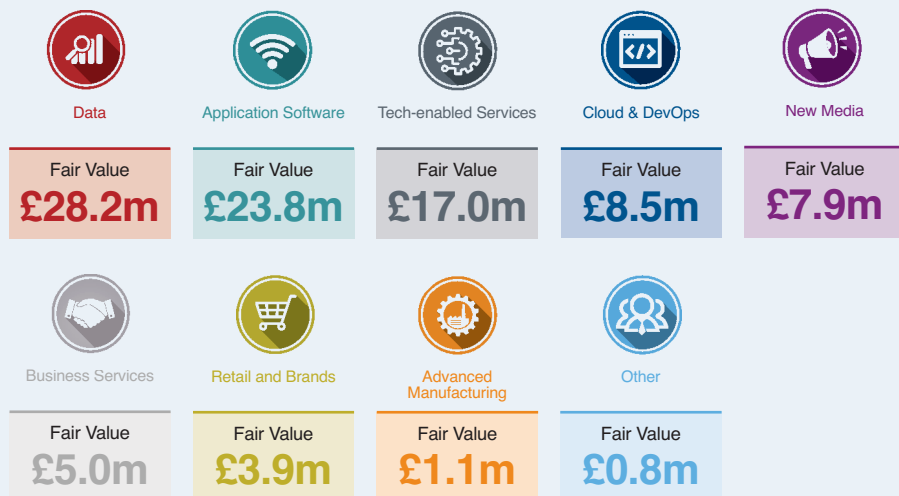 Data
Application Software
Tech-enabled Services
Cloud & DevOps
New Media
Fair Value
£28.2m
Fair Value
£23.8m
Fair Value
£17.0m
Fair Value
£8.5m
Fair Value
£7.9m
Business Services
Retail and Brands
Advanced
Manufacturing
Other
Fair Value
£5.0m
Fair Value
£3.9m
Fair Value
£1.1m
Fair Value
£0.8m